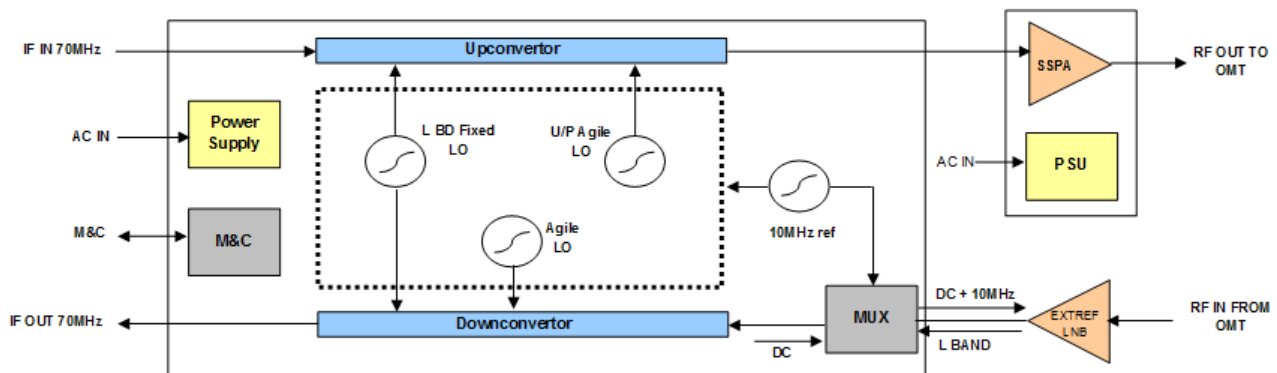 IF IN 70MHz
Upconvertor
SSPA
RF OUT TO
OMT
AC IN
Power
Supply
L BD Fixed
LO
U/P Agile
LO
AC IN
PSU
M&C
M&C
Agile
LO
10MHz ref
IF OUT 70MHz
Downconvertor
DC
MUX
DC + 10MHz
L BAND
EXTREF
LNB
RF IN FROM
OMT